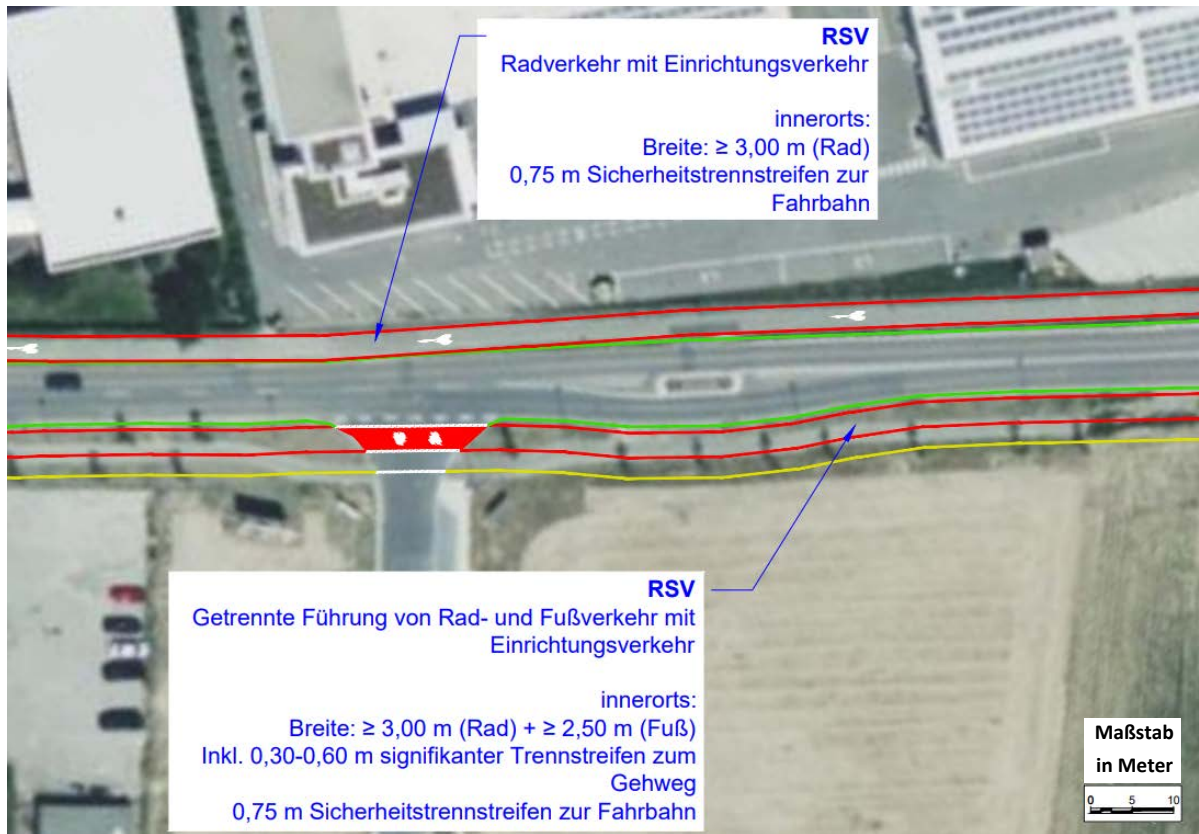 RSV
Radverkehr mit Einrichtungsverkehr
innerorts:
Breite: ≥ 3,00 m (Rad)
0,75 m Sicherheitstrennstreifen zur
Fahrbahn
RSV
Getrennte Führung von Rad- und Fußverkehr mit
Einrichtungsverkehr
innerorts:
Breite: ≥ 3,00 m (Rad) + ≥ 2,50 m (Fuß)
Inkl. 0,30-0,60 m signifikanter Trennstreifen zum
Gehweg
0,75 m Sicherheitstrennstreifen zur Fahrbahn
Maßstab
in Meter
0 5 10